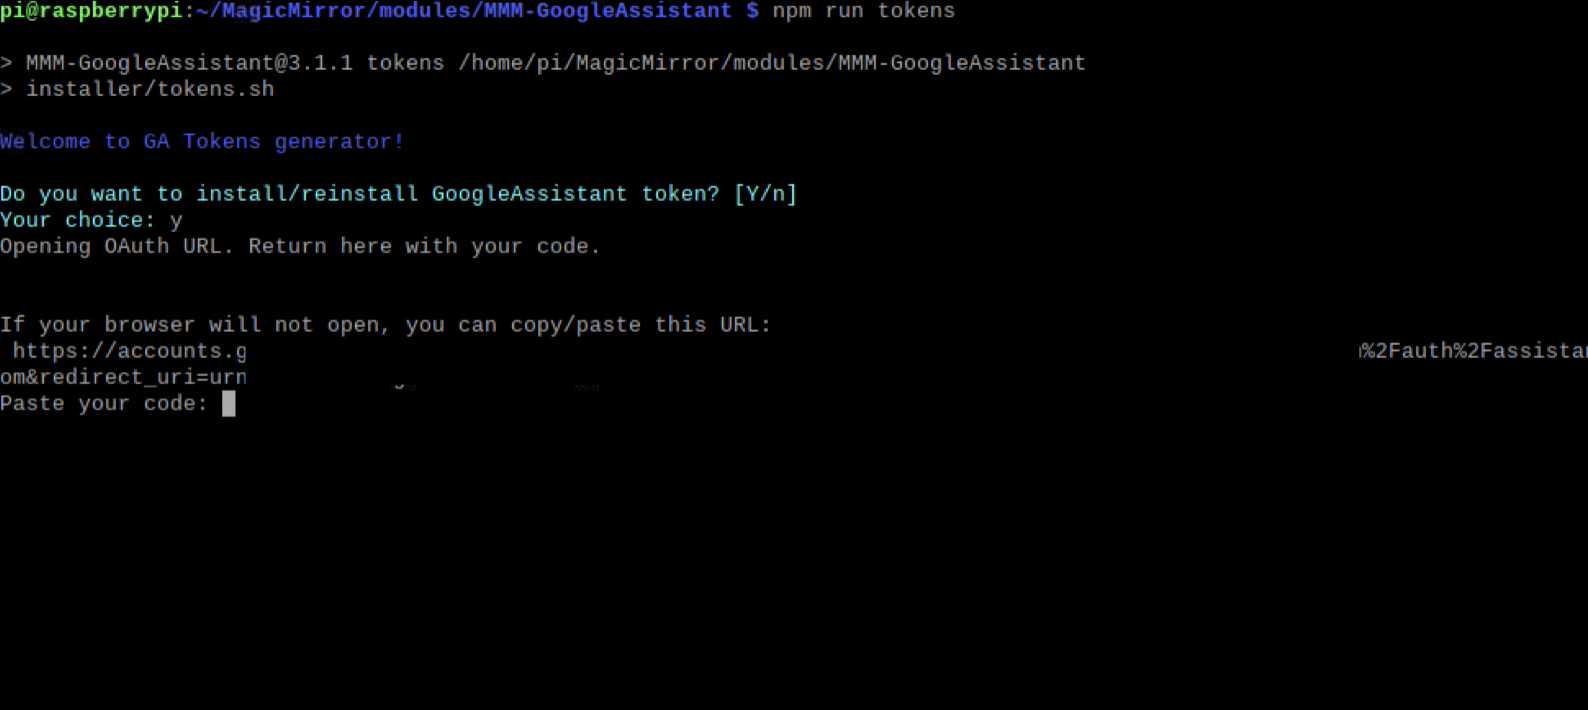 pi@raspberrypi:~/MagicMirror/modules/MMM-GoogleAssistant $ npm run tokens
> MMM-GoogleAssistant@3.1.1 tokens /home/pi/MagicMirror/modules/MMM-GoogleAssistant
> installer/tokens.sh
Welcome to GA Tokens generator!
Do you want to install/reinstall GoogleAssistant token? [Y/n]
Your choice: y
Opening OAuth URL. Return here with your code.
If your browser will not open, you can copy/paste this URL:
https://accounts.g %2Fauth%2Fassista
om&redirect_uri=urn
Paste your code: